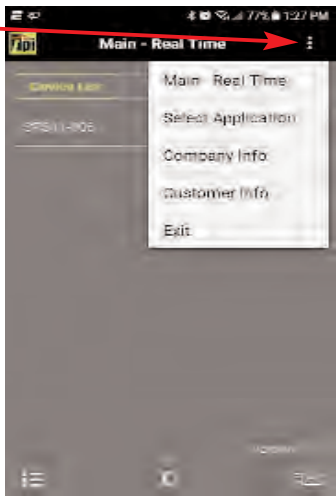 77% 1:27 PM
tpi Main - Real Time
Device List
Main - Real Time
Select Application
Company Info
Customer Info
Exit